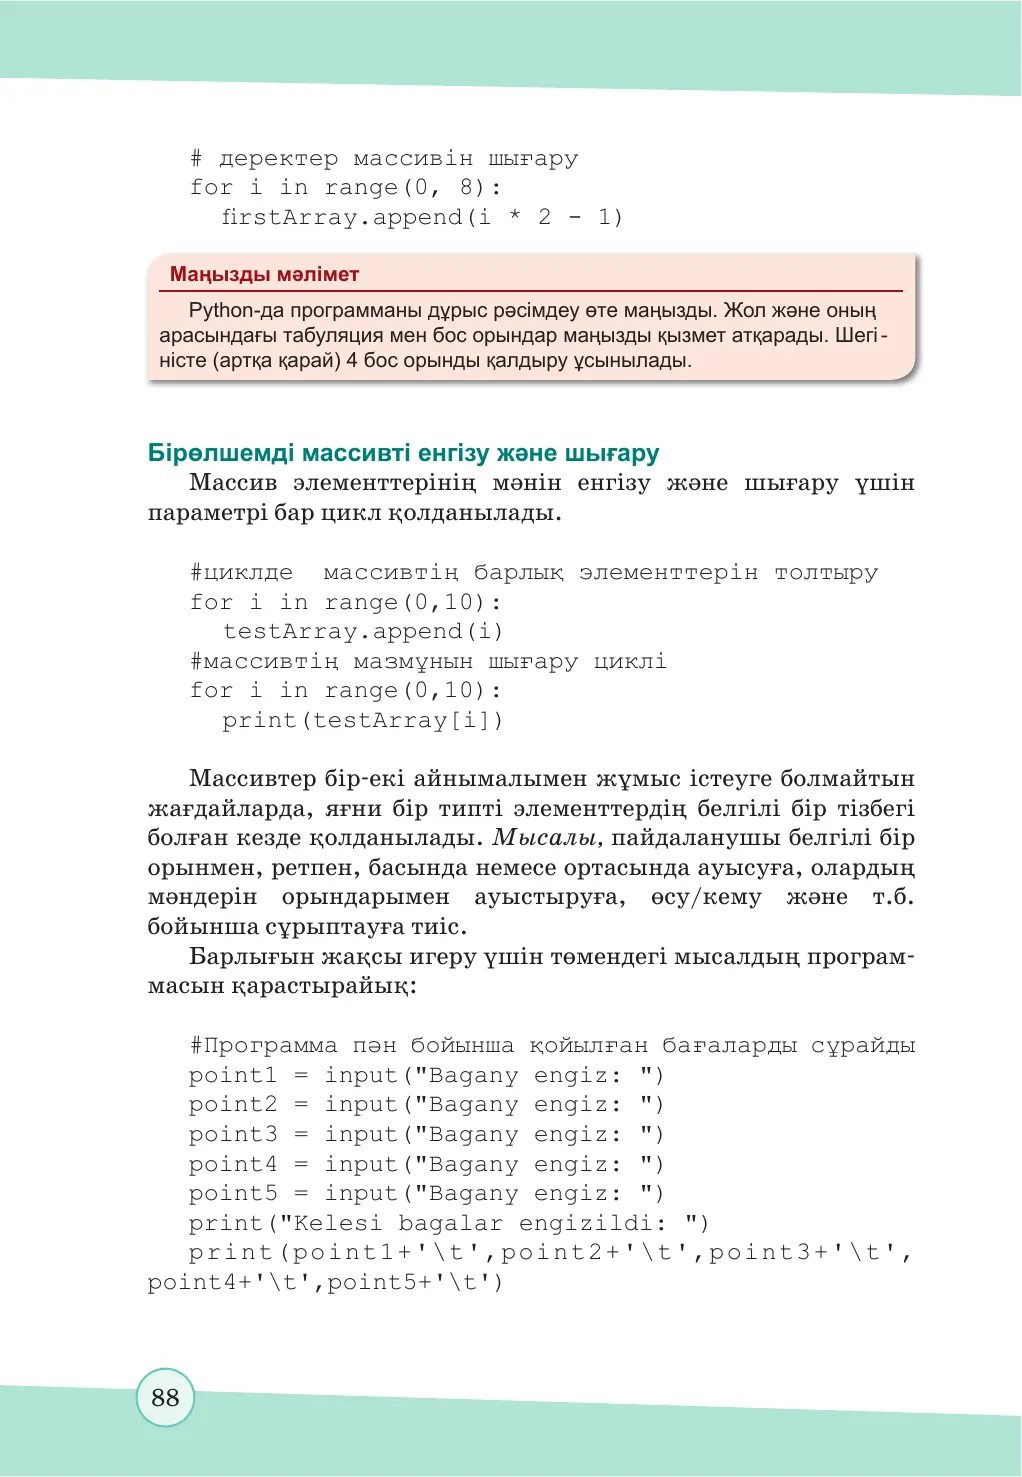 # деректер массивін шығару
for i in range(0, 8):
firstArray.append(i * 2 - 1)
Маңызды мәлімет
Python-да программаны дұрыс рәсімдеу өте маңызды. Жол және оның
арасындағы табуляция мен бос орындар маңызды қызмет атқарады. Шегі-
ністе (артқа қарай) 4 бос орынды қалдыру ұсынылады.
Бірөлшемді массивті енгізу және шығару
Массив элементтерінің мәнін енгізу және шығару үшін
параметрі бар цикл қолданылады.
#циклде  массивтің барлық элементтерін толтыру
for i in range(0,10):
testArray.append(i)
#массивтің мазмұнын шығару циклі
for i in range(0,10):
print(testArray[i])
Массивтер бір-екі айнымалымен жұмыс істеуге болмайтын
жағдайларда, яғни бір типті элементтердің белгілі бір тізбегі
болған кезде қолданылады. Мысалы, пайдаланушы белгілі бір
орынмен, ретпен, басында немесе ортасында ауысуға, олардың
мәндерін орындарымен ауыстыруға, өсу/кему және т.б.
бойынша сұрыптауға тиіс.
Барлығын жақсы игеру үшін төмендегі мысалдың програм-
масын қарастырайық:
#Программа пән бойынша қойылған бағаларды сұрайды
point1 = input("Bagany engiz: ")
point2 = input("Bagany engiz: ")
point3 = input("Bagany engiz: ")
point4 = input("Bagany engiz: ")
point5 = input("Bagany engiz: ")
print("Kelesi bagalar engizildi: ")
print(point1+'\t',point2+'\t',point3+'\t',
point4+'\t',point5+'\t')
88